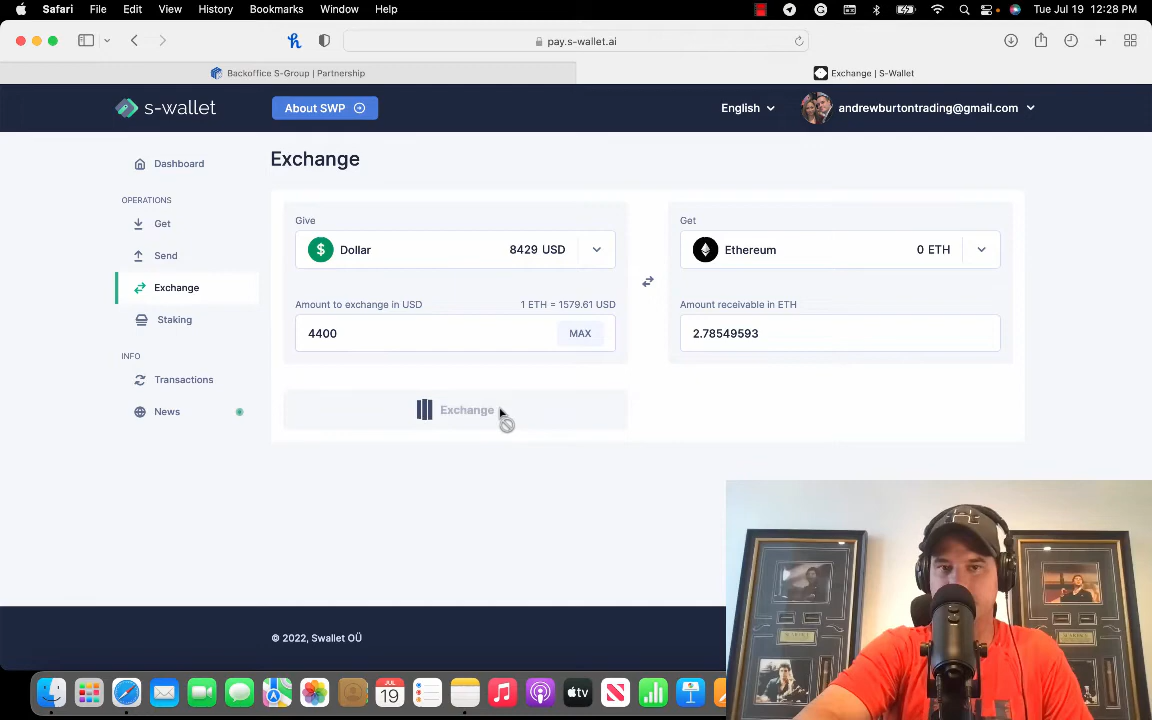 Safari File Edit View History Bookmarks Window Help Tue Jul 19 12:28 PM
pay.s-wallet.ai
Backoffice S-Group | Partnership
Exchange | S-Wallet
s-wallet
About SWP
English
andrewburtontrading@gmail.com
Dashboard
OPERATIONS
Get
Send
Exchange
Staking
INFO
Transactions
News
Exchange
Give
Dollar 8429 USD
Amount to exchange in USD 1 ETH = 1579.61 USD
4400 MAX
Get
Ethereum 0 ETH
Amount receivable in ETH
2.78549593
Exchange
© 2022, Swallet OÜ
JUL
19
tv